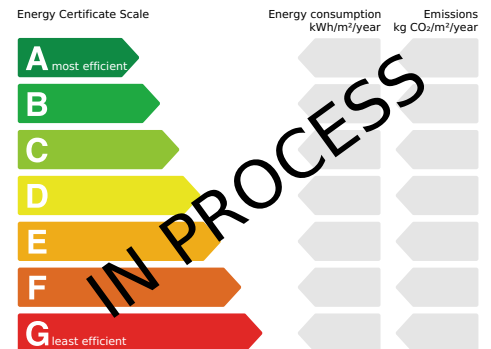 Energy Certificate Scale
Energy consumption
kWh/m²/year
Emissions
kg CO₂/m²/year
A most efficient
B
C
D
E
F
G least efficient
IN PROCESS